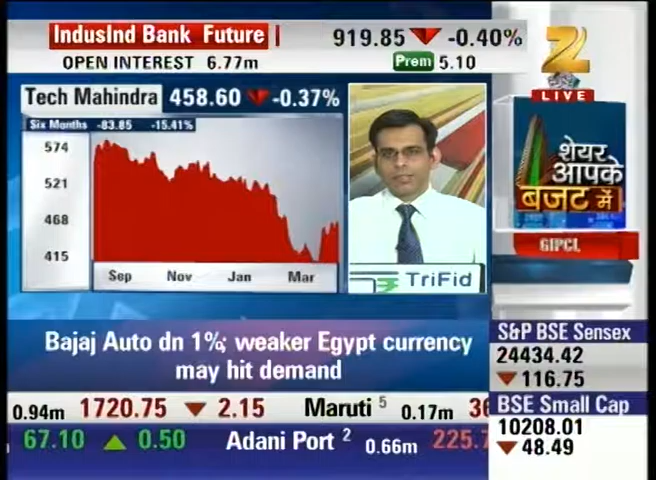 IndusInd Bank Future
919.85 -0.40%
OPEN INTEREST 6.77m
Prem 5.10
LIVE
Tech Mahindra 458.60 -0.37%
Six Months -83.85 -15.41%
574
521
468
415
Sep Nov Jan Mar
TriFid
शेयर
आपके
बजट में
GIPCL
Bajaj Auto dn 1%; weaker Egypt currency
may hit demand
S&P BSE Sensex
24434.42
116.75
BSE Small Cap
10208.01
48.49
0.94m 1720.75 2.15 Maruti 5 0.17m 36
67.10 0.50 Adani Port 2 0.66m 225.7